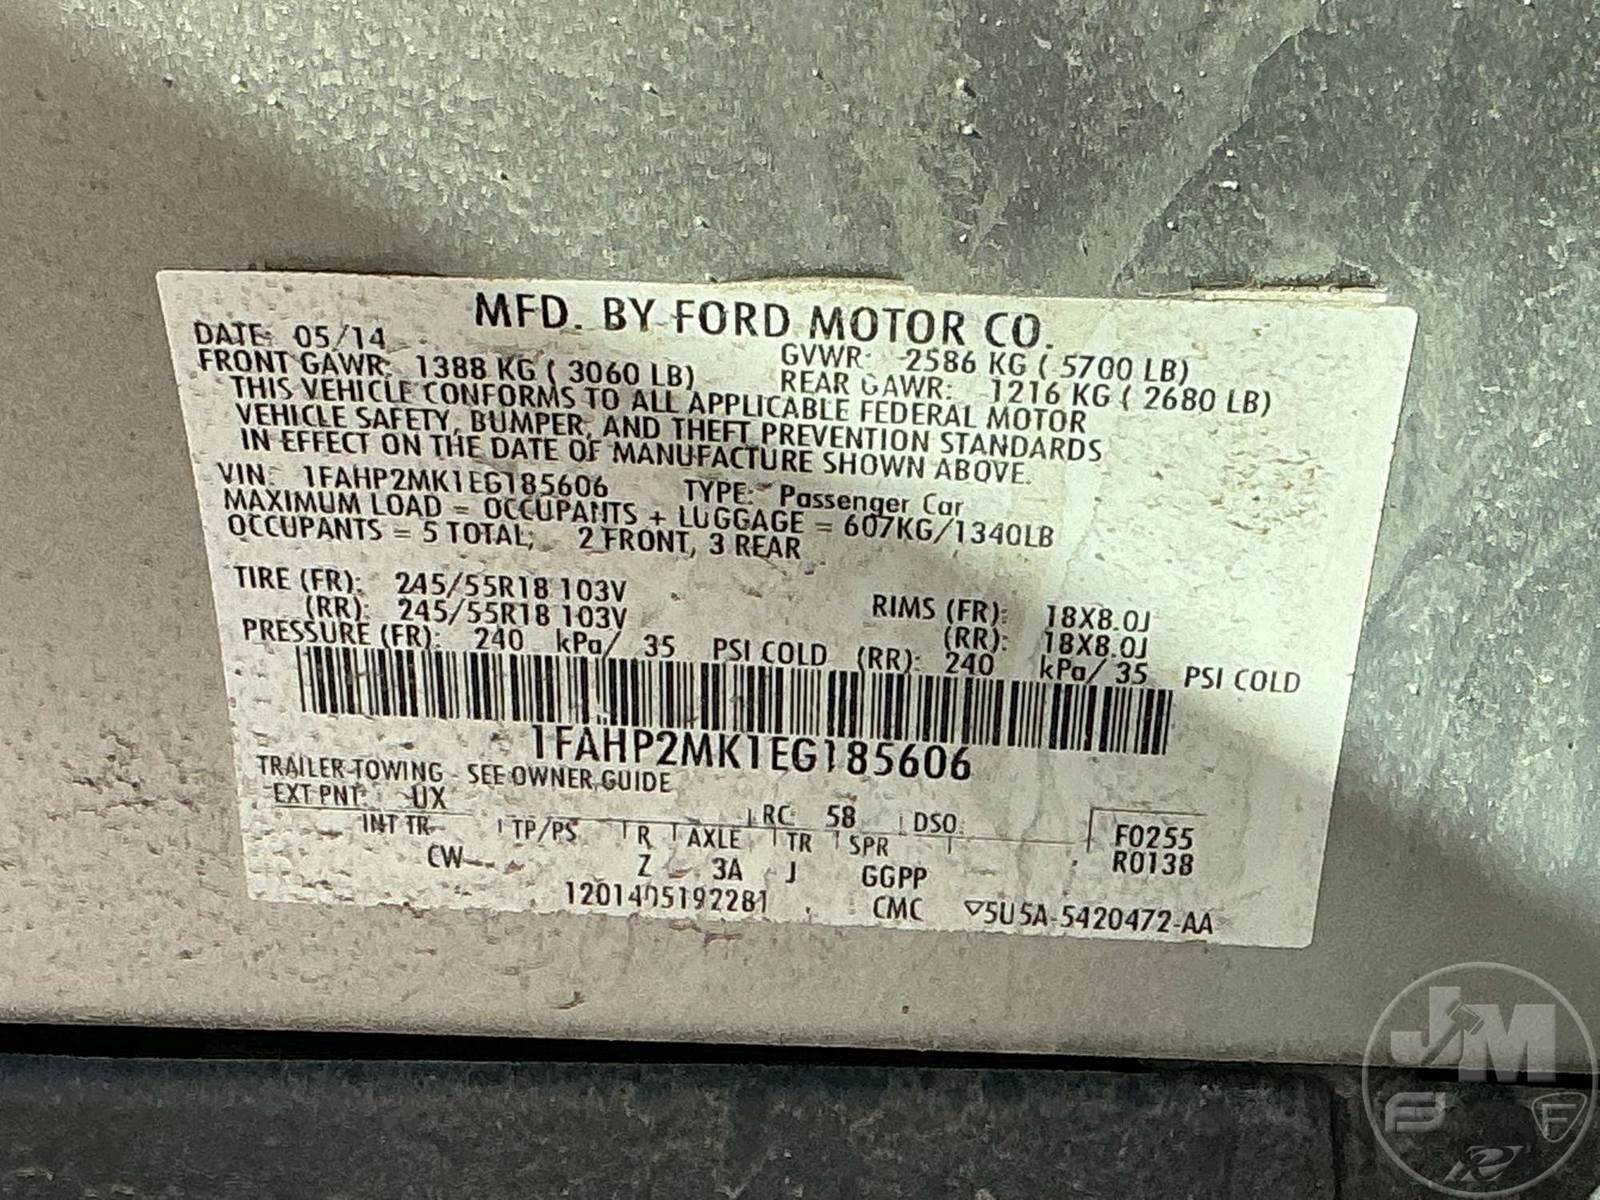 MFD. BY FORD MOTOR CO.
DATE: 05/14 GVWR: 2586 KG ( 5700 LB)
FRONT GAWR: 1388 KG ( 3060 LB) REAR GAWR: 1216 KG ( 2680 LB)
THIS VEHICLE CONFORMS TO ALL APPLICABLE FEDERAL MOTOR
VEHICLE SAFETY, BUMPER, AND THEFT PREVENTION STANDARDS
IN EFFECT ON THE DATE OF MANUFACTURE SHOWN ABOVE.
VIN: 1FAHP2MK1EG185606 TYPE: Passenger Car
MAXIMUM LOAD = OCCUPANTS + LUGGAGE = 607KG/1340LB
OCCUPANTS = 5 TOTAL; 2 FRONT, 3 REAR
TIRE (FR): 245/55R18 103V RIMS (FR): 18X8.0J
(RR): 245/55R18 103V (RR): 18X8.0J
PRESSURE (FR): 240 kPa/ 35 PSI COLD (RR): 240 kPa/ 35 PSI COLD
1FAHP2MK1EG185606
TRAILER TOWING - SEE OWNER GUIDE
EXT PNT: UX RC: 58 DSO: F0255
INT TR TP/PS R AXLE TR SPR R0138
CW Z 3A J GGPP
1201405192281 CMC 5U5A-5420472-AA
JM